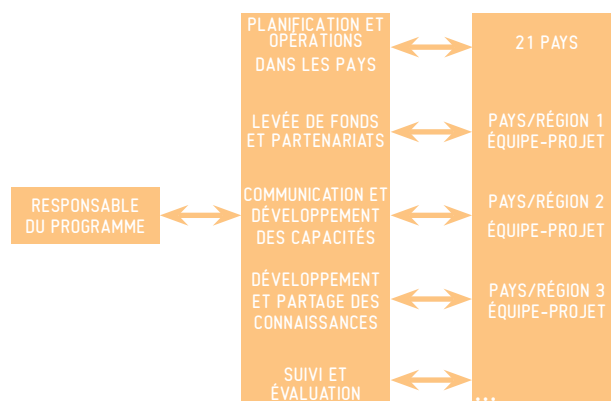 RESPONSABLE
DU PROGRAMME
PLANIFICATION ET
OPÉRATIONS
DANS LES PAYS
LEVÉE DE FONDS
ET PARTENARIATS
COMMUNICATION ET
DÉVELOPPEMENT
DES CAPACITÉS
DÉVELOPPEMENT
ET PARTAGE DES
CONNAISSANCES
SUIVI ET
ÉVALUATION
21 PAYS
PAYS/RÉGION 1
ÉQUIPE-PROJET
PAYS/RÉGION 2
ÉQUIPE-PROJET
PAYS/RÉGION 3
ÉQUIPE-PROJET
...